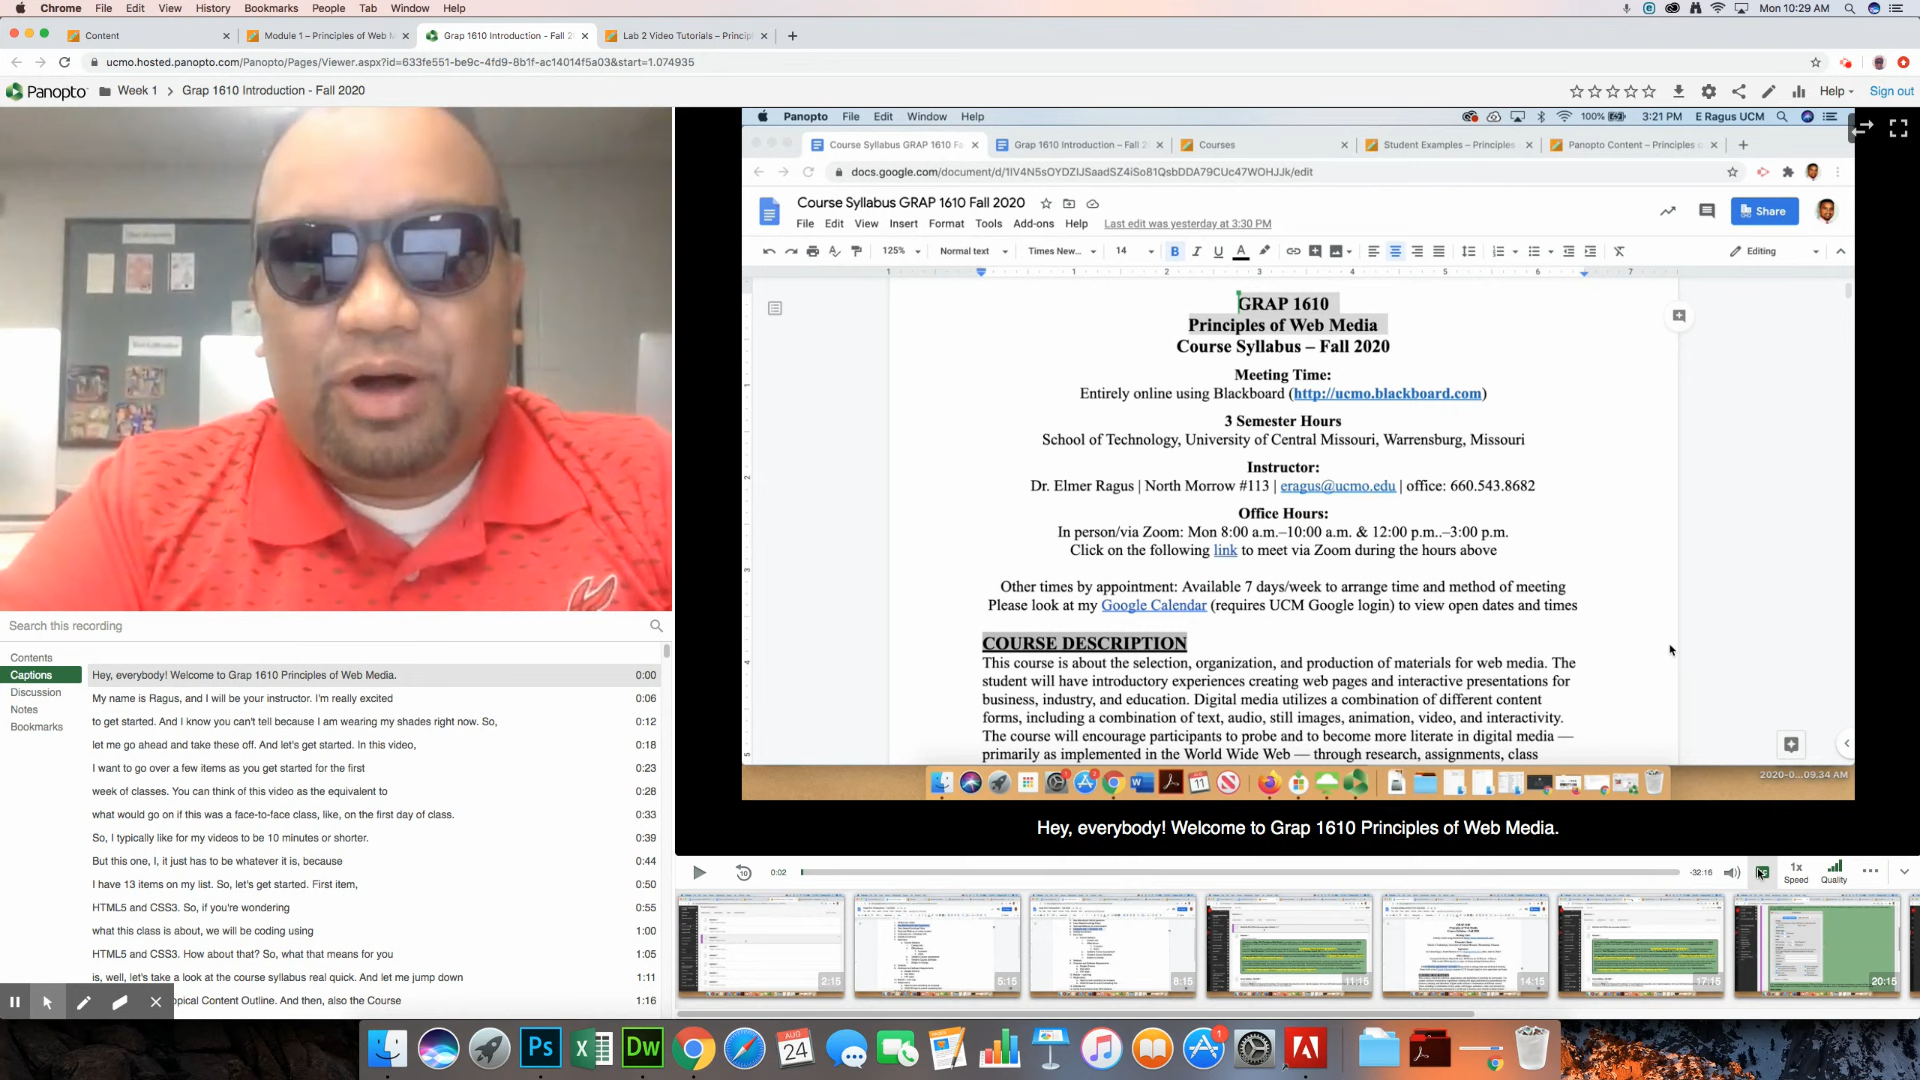 Chrome File Edit View History Bookmarks People Tab Window Help Mon 10:29 AM
Content Module 1 – Principles of Web M Grap 1610 Introduction - Fall 2 Lab 2 Video Tutorials – Princip
ucmo.hosted.panopto.com/Panopto/Pages/Viewer.aspx?id=633fe551-be9c-4fd9-8b1f-ac14014f5a03&start=1.074935
Panopto Week 1 > Grap 1610 Introduction - Fall 2020 Help Sign out
Panopto File Edit Window Help 100% 3:21 PM E Ragus UCM
Course Syllabus GRAP 1610 Fa Grap 1610 Introduction – Fall 2 Courses Student Examples – Principles Panopto Content – Principles o
docs.google.com/document/d/1IV4N5sOYDZIJSaadSZ4iSo81QsbDDA79CUc47WOHJJk/edit
Course Syllabus GRAP 1610 Fall 2020
Share
File Edit View Insert Format Tools Add-ons Help Last edit was yesterday at 3:30 PM
125% Normal text Times New... 14 B I U A Editing
1 1 2 3 4 5 6 7
GRAP 1610
Principles of Web Media
Course Syllabus – Fall 2020
Meeting Time:
Entirely online using Blackboard (http://ucmo.blackboard.com)
3 Semester Hours
School of Technology, University of Central Missouri, Warrensburg, Missouri
Instructor:
Dr. Elmer Ragus | North Morrow #113 | eragus@ucmo.edu | office: 660.543.8682
Office Hours:
In person/via Zoom: Mon 8:00 a.m.–10:00 a.m. & 12:00 p.m..–3:00 p.m.
Click on the following link to meet via Zoom during the hours above
Other times by appointment: Available 7 days/week to arrange time and method of meeting
Please look at my Google Calendar (requires UCM Google login) to view open dates and times
COURSE DESCRIPTION
This course is about the selection, organization, and production of materials for web media. The
student will have introductory experiences creating web pages and interactive presentations for
business, industry, and education. Digital media utilizes a combination of different content
forms, including a combination of text, audio, still images, animation, video, and interactivity.
The course will encourage participants to probe and to become more literate in digital media —
primarily as implemented in the World Wide Web — through research, assignments, class
2020-0...09.34 AM
Hey, everybody! Welcome to Grap 1610 Principles of Web Media.
Search this recording
Contents
Captions
Discussion
Notes
Bookmarks
Hey, everybody! Welcome to Grap 1610 Principles of Web Media. 0:00
My name is Ragus, and I will be your instructor. I'm really excited 0:06
to get started. And I know you can't tell because I am wearing my shades right now. So, 0:12
let me go ahead and take these off. And let's get started. In this video, 0:18
I want to go over a few items as you get started for the first 0:23
week of classes. You can think of this video as the equivalent to 0:28
what would go on if this was a face-to-face class, like, on the first day of class. 0:33
So, I typically like for my videos to be 10 minutes or shorter. 0:39
But this one, I, it just has to be whatever it is, because 0:44
I have 13 items on my list. So, let's get started. First item, 0:50
HTML5 and CSS3. So, if you're wondering 0:55
what this class is about, we will be coding using 1:00
HTML5 and CSS3. How about that? So, what that means for you 1:05
is, well, let's take a look at the course syllabus real quick. And let me jump down 1:11
opical Content Outline. And then, also the Course 1:16
10 0:02 -32:16 1x Speed Quality
2:15 5:15 8:15 11:15 14:15 17:15 20:15
Ps X Dw AUG 24 1